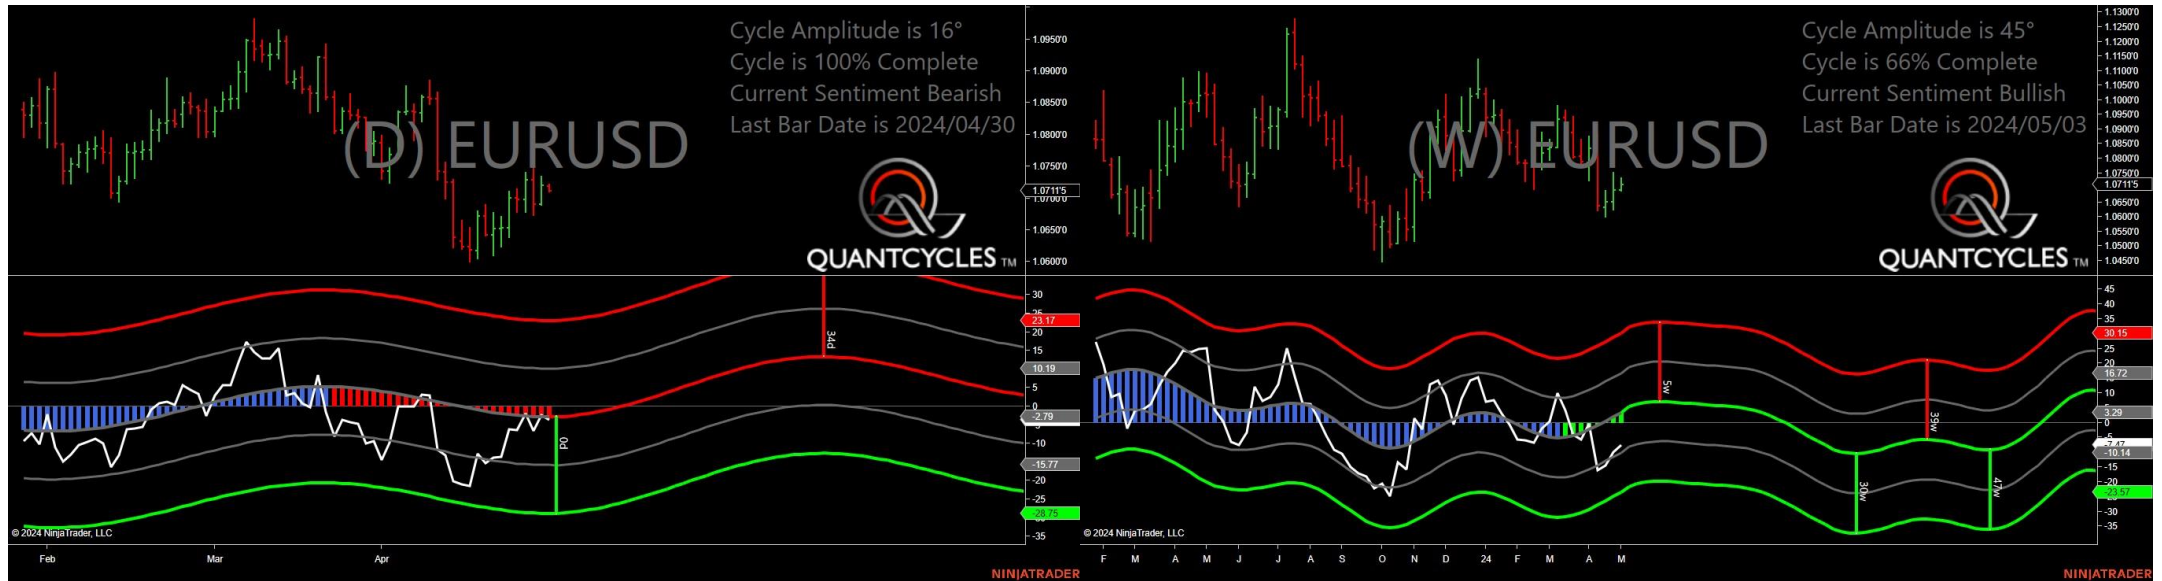 Cycle Amplitude is 16°
Cycle is 100% Complete
Current Sentiment Bearish
Last Bar Date is 2024/04/30
(D) EURUSD
QUANTCYCLES TM
1.0950'0
1.0900'0
1.0850'0
1.0800'0
1.0750'0
1.0711'5
1.0700'0
1.0650'0
1.0600'0
30
23.17
20
15
10.19
5
0
-2.79
-10
-15.77
-20
-25
-28.75
-35
34d
0d
© 2024 NinjaTrader, LLC
Feb
Mar
Apr
NINJATRADER
Cycle Amplitude is 45°
Cycle is 66% Complete
Current Sentiment Bullish
Last Bar Date is 2024/05/03
(W) EURUSD
QUANTCYCLES TM
1.1300'0
1.1250'0
1.1200'0
1.1150'0
1.1100'0
1.1050'0
1.1000'0
1.0950'0
1.0900'0
1.0850'0
1.0800'0
1.0750'0
1.0711'5
1.0650'0
1.0600'0
1.0550'0
1.0500'0
1.0450'0
45
40
35
30.15
25
20
16.72
10
3.29
0
-5
-7.47
-10.14
-15
-20
-23.57
-30
-35
5w
30w
39w
47w
© 2024 NinjaTrader, LLC
F
M
A
M
J
J
A
S
O
N
D
24
F
M
A
M
NINJATRADER